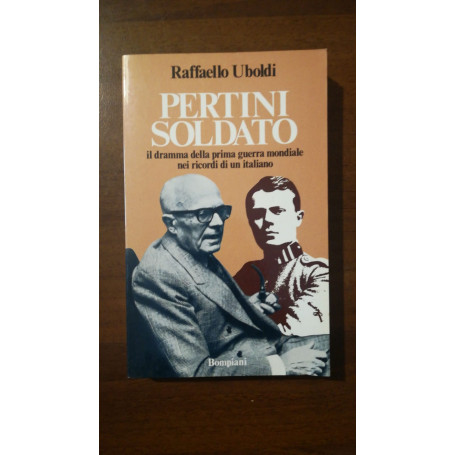 Raffaello Uboldi
PERTINI
SOLDATO
il dramma della prima guerra mondiale
nei ricordi di un italiano
Bompiani